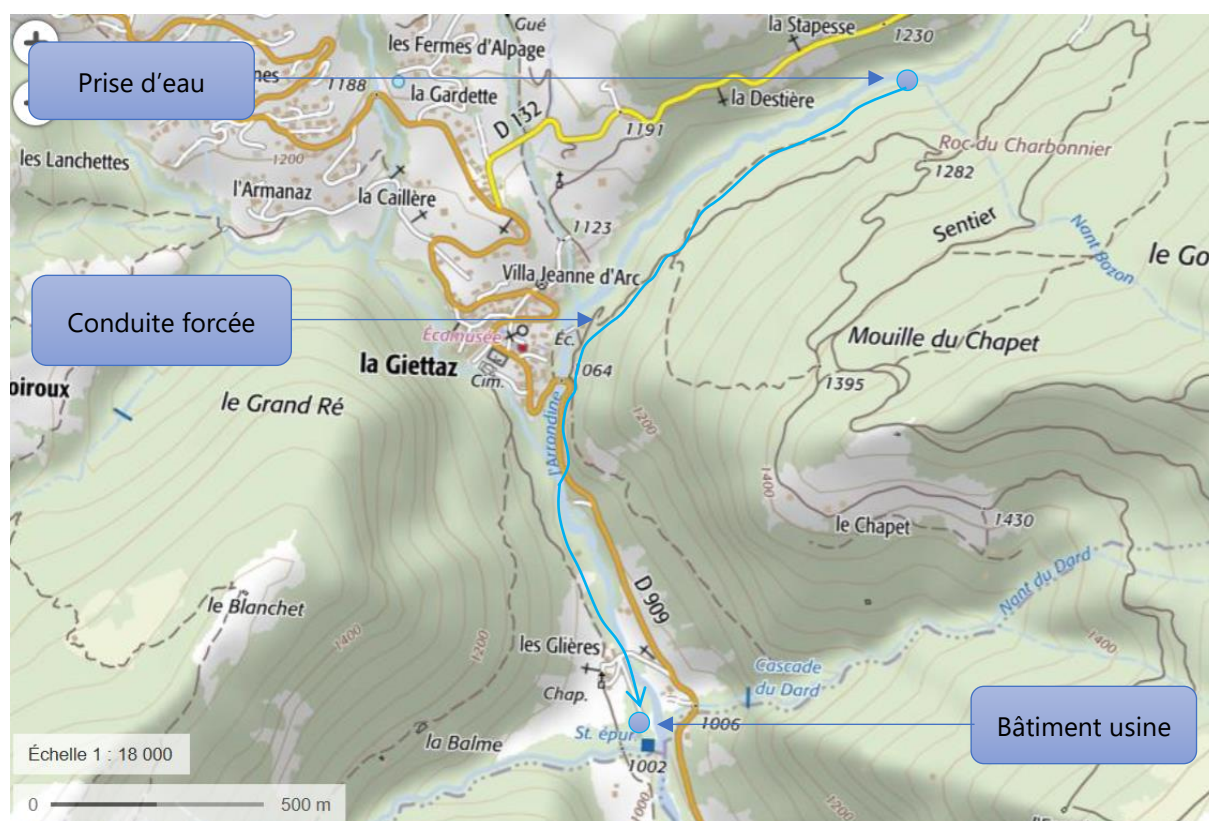 Gué
la Stapesse
1230
les Fermes d'Alpage
Prise d'eau
nes
1188
la Gardette
la Destière
D 132
1191
les Lanchettes
1200
Roc du Charbonnier
1282
l'Armanaz
la Caillère
Sentier
1123
Nant Bozon
le Go
Villa Jeanne d'Arc
Conduite forcée
Écomusée
Éc.
Mouille du Chapet
la Giettaz
Cim.
064
1395
oiroux
le Grand Ré
1200
l'Arrondine
1400
le Chapet
1430
D 909
Nant du Dard
le Blanchet
1400
1200
1200
1400
les Glières
Cascade
du Dard
Chap.
St. épur.
1006
Bâtiment usine
la Balme
1002
Échelle 1 : 18 000
0
500 m
1000
1200